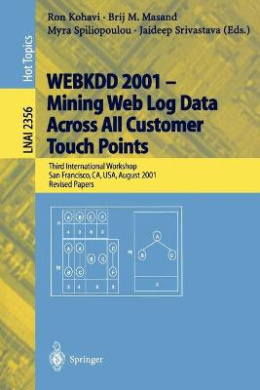 Ron Kohavi · Brij M. Masand
Myra Spiliopoulou · Jaideep Srivastava (Eds.)
Hot Topics
LNAI 2356
WEBKDD 2001 –
Mining Web Log Data
Across All Customer
Touch Points
Third International Workshop
San Francisco, CA, USA, August 2001
Revised Papers
Springer